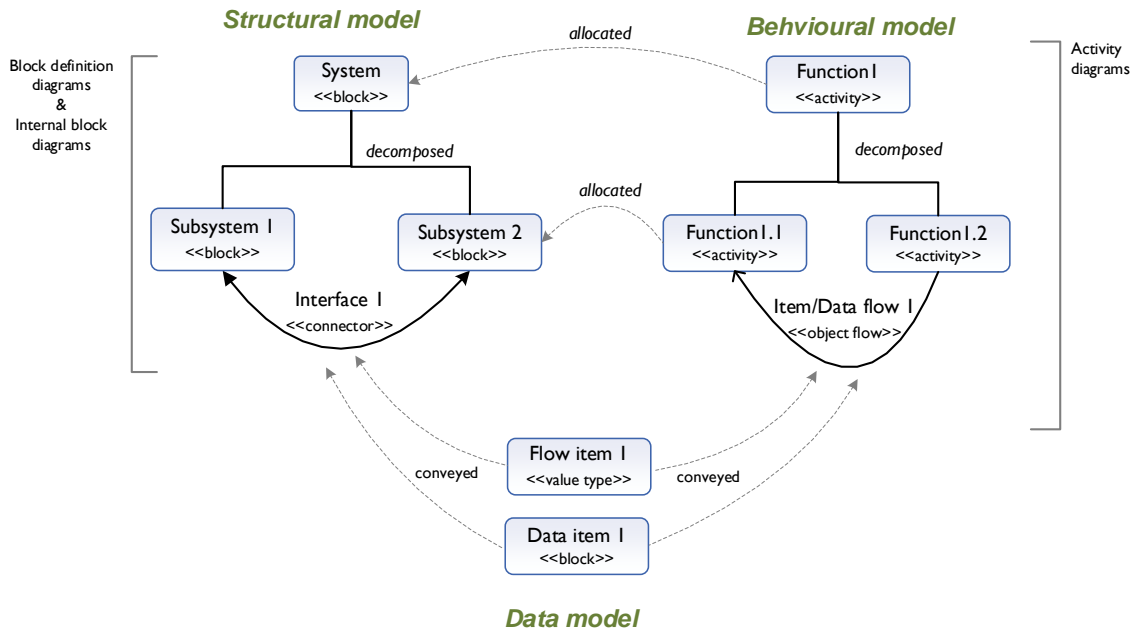 Structural model
Behvioural model
allocated
Block definition
diagrams
&
Internal block
diagrams
Activity
diagrams
System
<<block>>
Function1
<<activity>>
decomposed
decomposed
allocated
Subsystem 1
<<block>>
Subsystem 2
<<block>>
Function1.1
<<activity>>
Function1.2
<<activity>>
Interface 1
<<connector>>
Item/Data flow 1
<<object flow>>
Flow item 1
<<value type>>
conveyed
conveyed
Data item 1
<<block>>
Data model